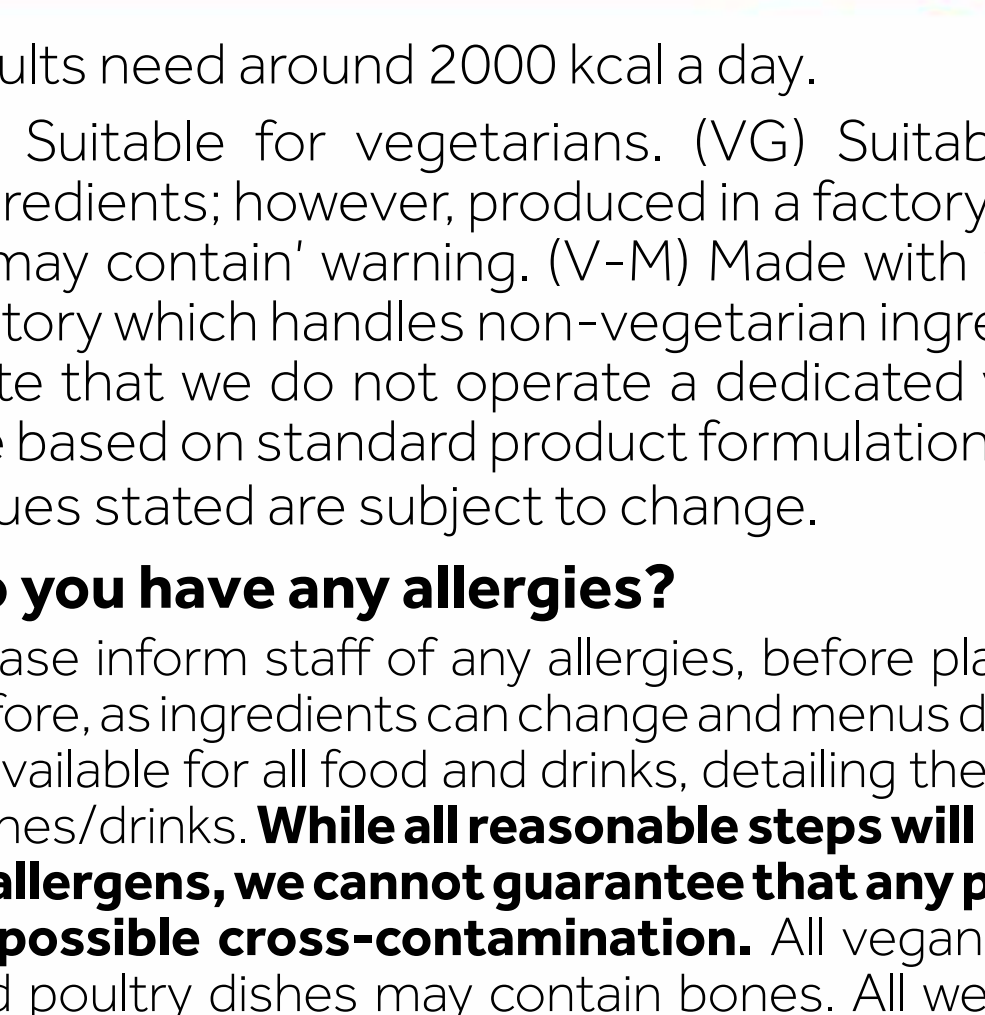 ults need around 2000 kcal a day.
Suitable for vegetarians. (VG) Suitab
redients; however, produced in a factory
may contain’ warning. (V-M) Made with
tory which handles non-vegetarian ingre
te that we do not operate a dedicated
e based on standard product formulation
ues stated are subject to change.
o you have any allergies?
ase inform staff of any allergies, before pla
fore, as ingredients can change and menus d
vailable for all food and drinks, detailing the
hes/drinks. While all reasonable steps will
allergens, we cannot guarantee that any p
possible cross-contamination. All vegan
d poultry dishes may contain bones. All we